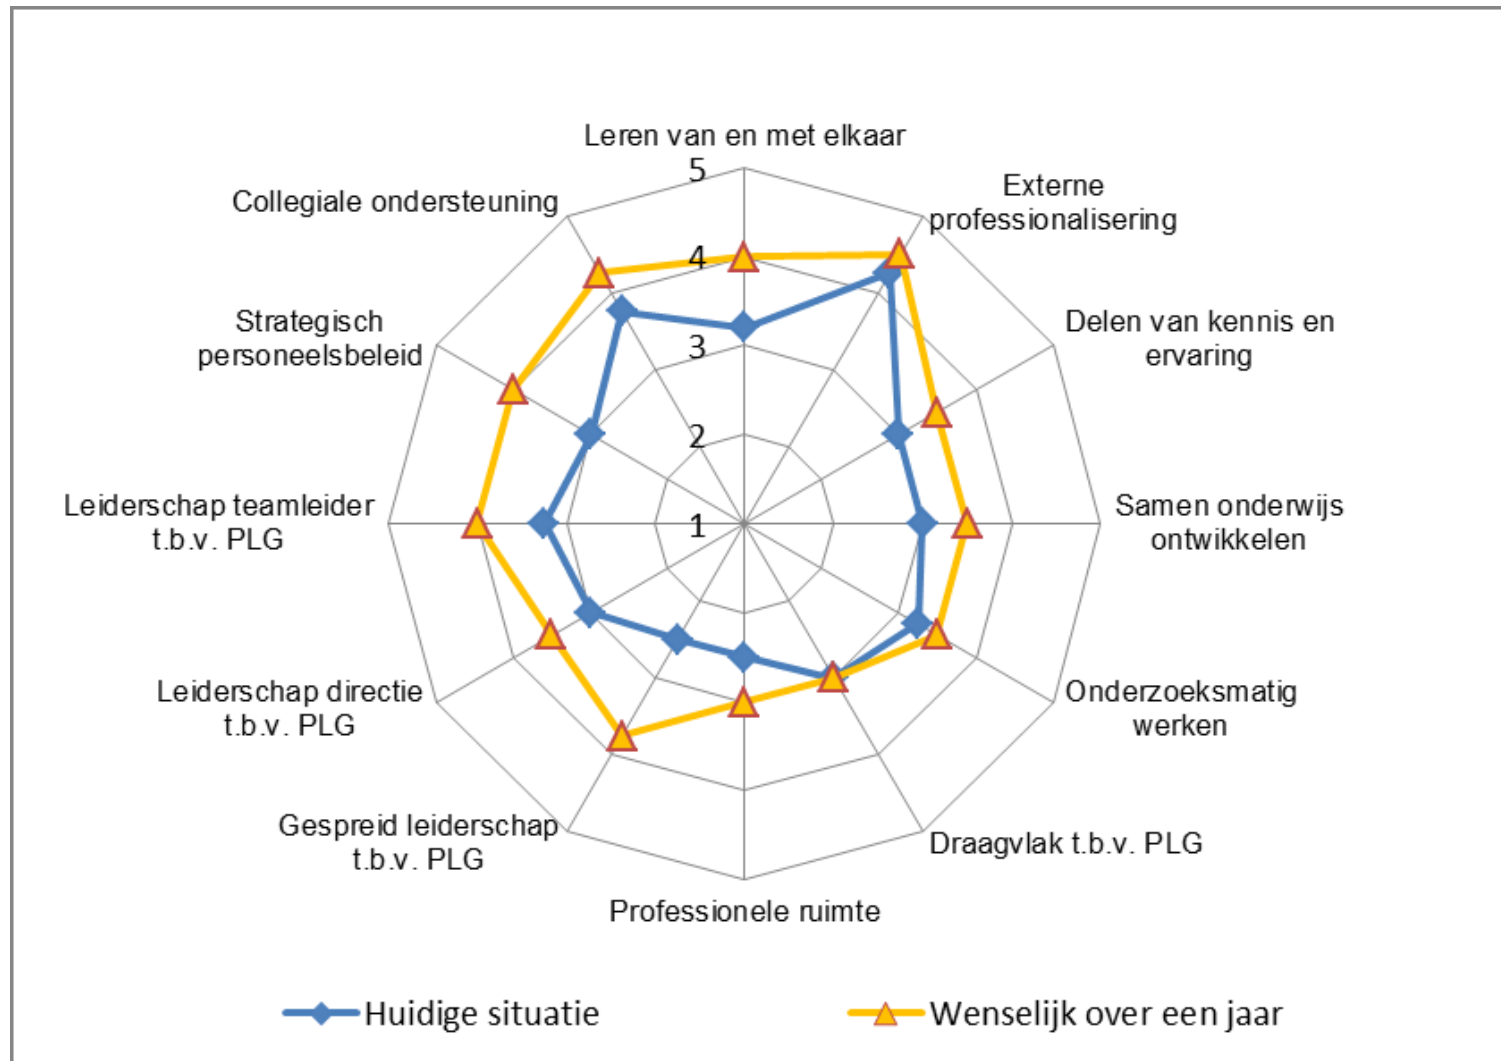 Leren van en met elkaar
Externe
professionalisering
Delen van kennis en
ervaring
Samen onderwijs
ontwikkelen
Onderzoeksmatig
werken
Draagvlak t.b.v. PLG
Professionele ruimte
Gespreid leiderschap
t.b.v. PLG
Leiderschap directie
t.b.v. PLG
Leiderschap teamleider
t.b.v. PLG
Strategisch
personeelsbeleid
Collegiale ondersteuning
5
4
3
2
1
Huidige situatie
Wenselijk over een jaar